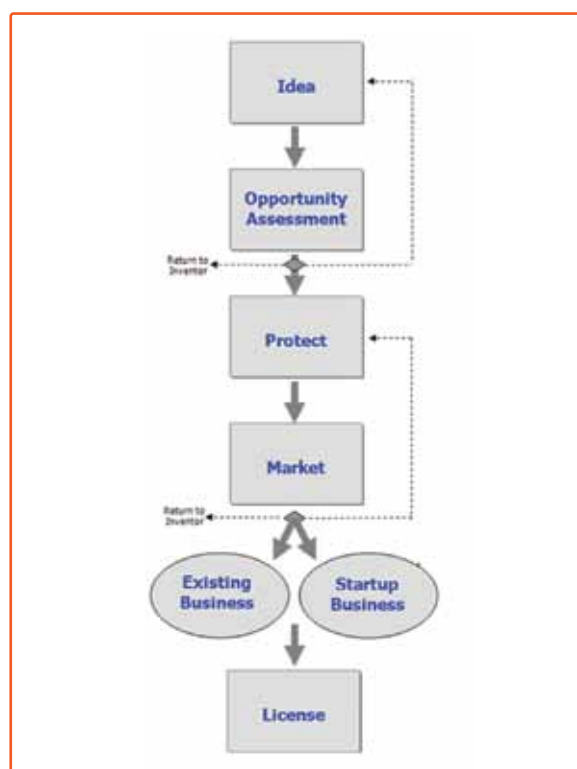 Idea
Opportunity
Assessment
Return to
Inventor
Protect
Market
Return to
Inventor
Existing
Business
Startup
Business
License